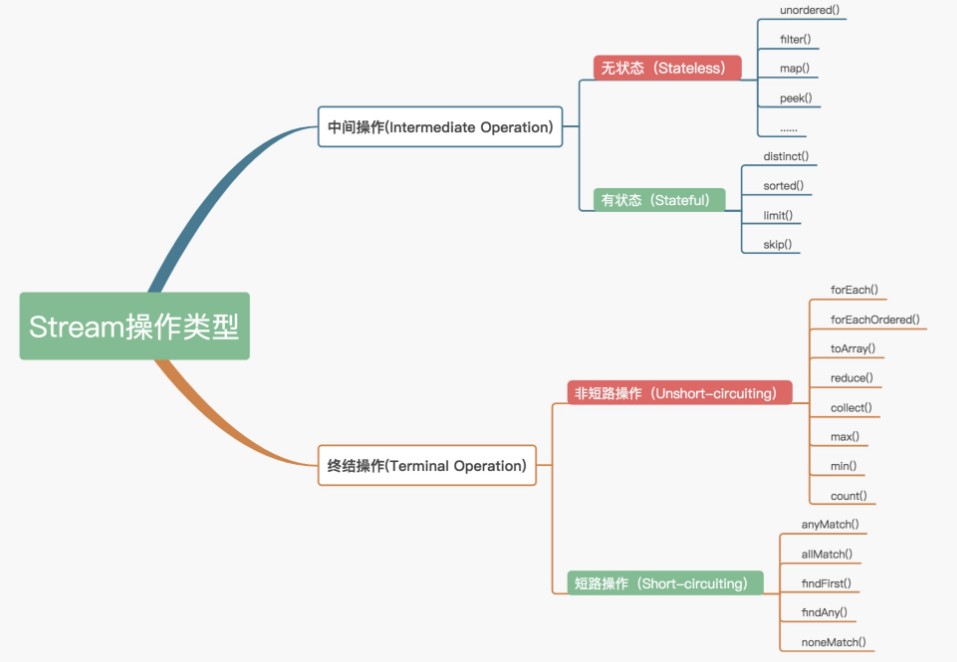 Stream操作类型
中间操作(Intermediate Operation)
无状态（Stateless）
unordered()
filter()
map()
peek()
......
有状态（Stateful）
distinct()
sorted()
limit()
skip()
终结操作(Terminal Operation)
非短路操作（Unshort-circuiting）
forEach()
forEachOrdered()
toArray()
reduce()
collect()
max()
min()
count()
短路操作（Short-circuiting）
anyMatch()
allMatch()
findFirst()
findAny()
noneMatch()